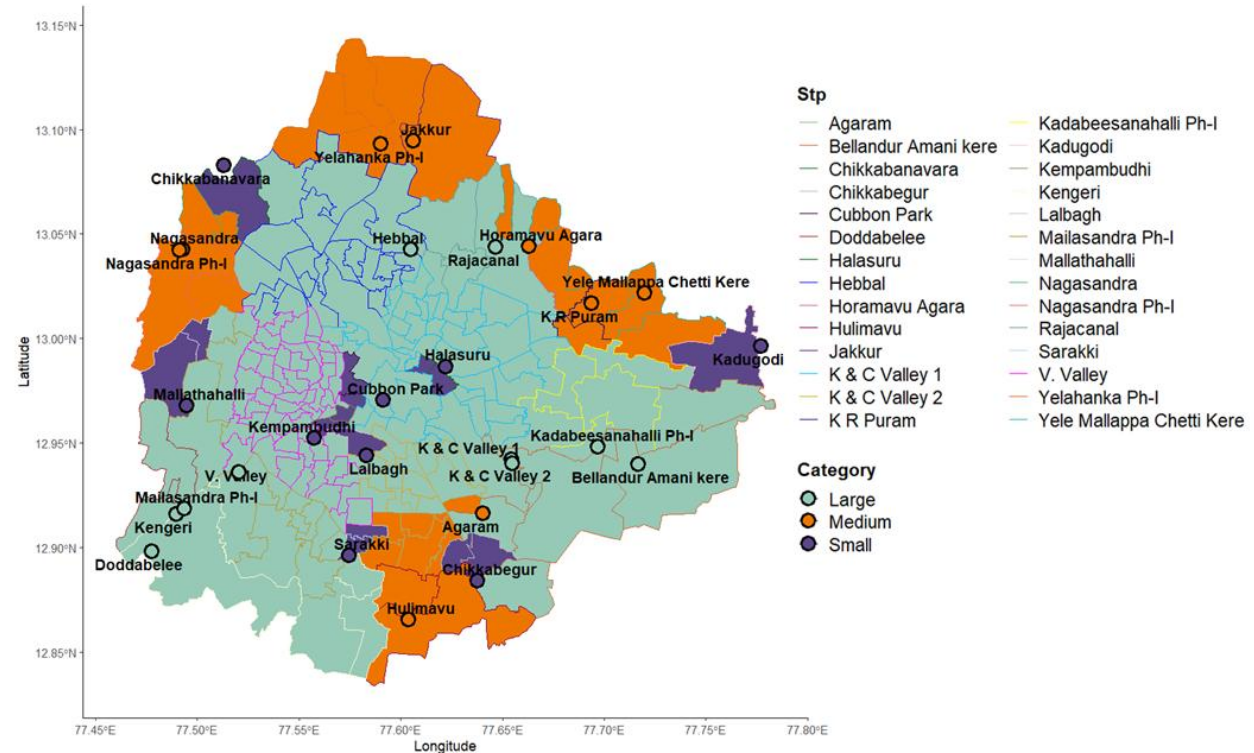 13.15°N
13.10°N
13.05°N
13.00°N
12.95°N
12.90°N
12.85°N
Latitude
77.45°E
77.50°E
77.55°E
77.60°E
77.65°E
77.70°E
77.75°E
77.80°E
Longitude
Jakkur
Yelahanka Ph-I
Chikkabanavara
Nagasandra
Nagasandra Ph-I
Hebbal
Horamavu Agara
Rajacanal
Yele Mallappa Chetti Kere
K R Puram
Kadugodi
Halasuru
Mallathahalli
Cubbon Park
Kempambudhi
Kadabeesanahalli Ph-I
K & C Valley 1
Lalbagh
K & C Valley 2
Bellandur Amani kere
V. Valley
Mailasandra Ph-I
Kengeri
Agaram
Sarakki
Doddabelee
Chikkabegur
Hulimavu
Stp
Agaram
Bellandur Amani kere
Chikkabanavara
Chikkabegur
Cubbon Park
Doddabelee
Halasuru
Hebbal
Horamavu Agara
Hulimavu
Jakkur
K & C Valley 1
K & C Valley 2
K R Puram
Kadabeesanahalli Ph-I
Kadugodi
Kempambudhi
Kengeri
Lalbagh
Mailasandra Ph-I
Mallathahalli
Nagasandra
Nagasandra Ph-I
Rajacanal
Sarakki
V. Valley
Yelahanka Ph-I
Yele Mallappa Chetti Kere
Category
Large
Medium
Small